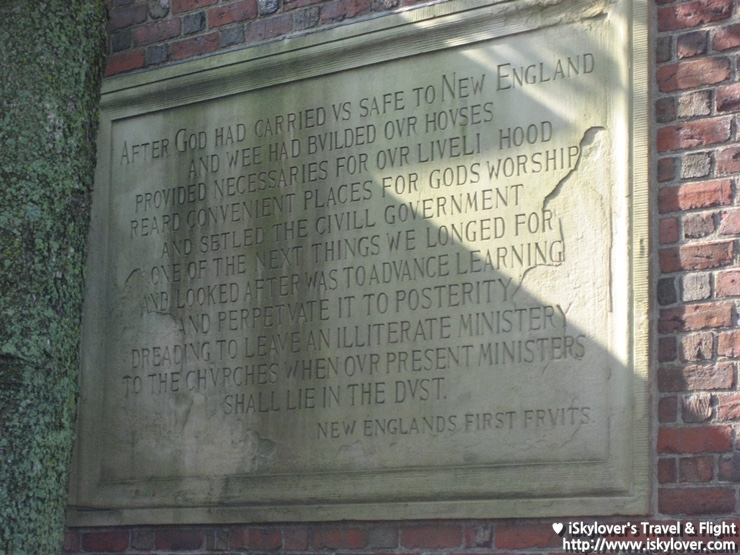 AFTER GOD HAD CARRIED VS SAFE TO NEW ENGLAND
AND WEE HAD BVILDED OVR HOVSES
PROVIDED NECESSARIES FOR OVR LIVELI HOOD
REARD CONVENIENT PLACES FOR GODS WORSHIP
AND SETLED THE CIVILL GOVERNMENT
ONE OF THE NEXT THINGS WE LONGED FOR
AND LOOKED AFTER WAS TO ADVANCE LEARNING
AND PERPETVATE IT TO POSTERITY
DREADING TO LEAVE AN ILLITERATE MINISTERY
TO THE CHVRCHES WHEN OVR PRESENT MINISTERS
SHALL LIE IN THE DVST.
NEW ENGLANDS FIRST FRVITS
♥ iSkylover's Travel & Flight
http://www.iskylover.com